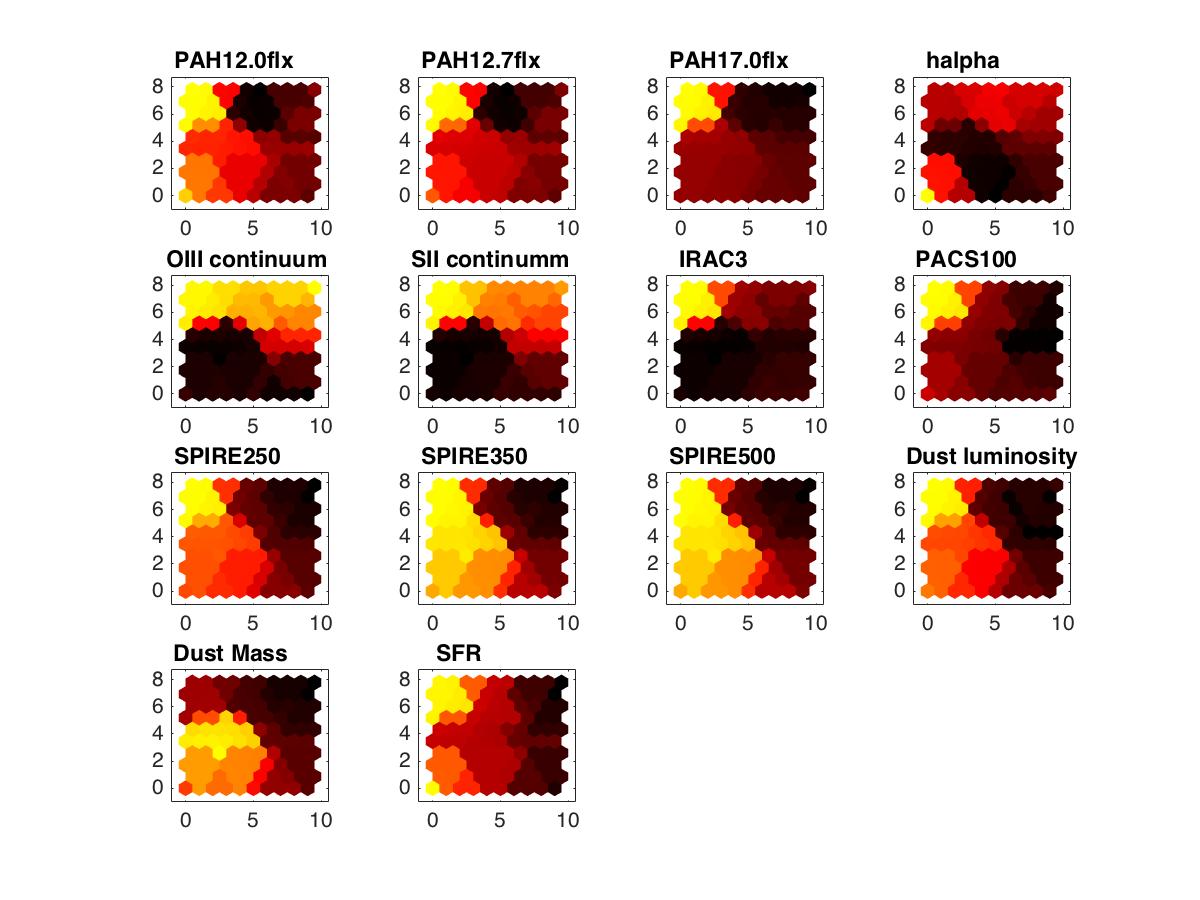 PAH12.0flx PAH12.7flx PAH17.0flx halpha
8 8 8 8
6 6 6 6
4 4 4 4
2 2 2 2
0 0 0 0
0 5 10 0 5 10 0 5 10 0 5 10
OIII continuum SII continumm IRAC3 PACS100
8 8 8 8
6 6 6 6
4 4 4 4
2 2 2 2
0 0 0 0
0 5 10 0 5 10 0 5 10 0 5 10
SPIRE250 SPIRE350 SPIRE500 Dust luminosity
8 8 8 8
6 6 6 6
4 4 4 4
2 2 2 2
0 0 0 0
0 5 10 0 5 10 0 5 10 0 5 10
Dust Mass SFR
8 8
6 6
4 4
2 2
0 0
0 5 10 0 5 10